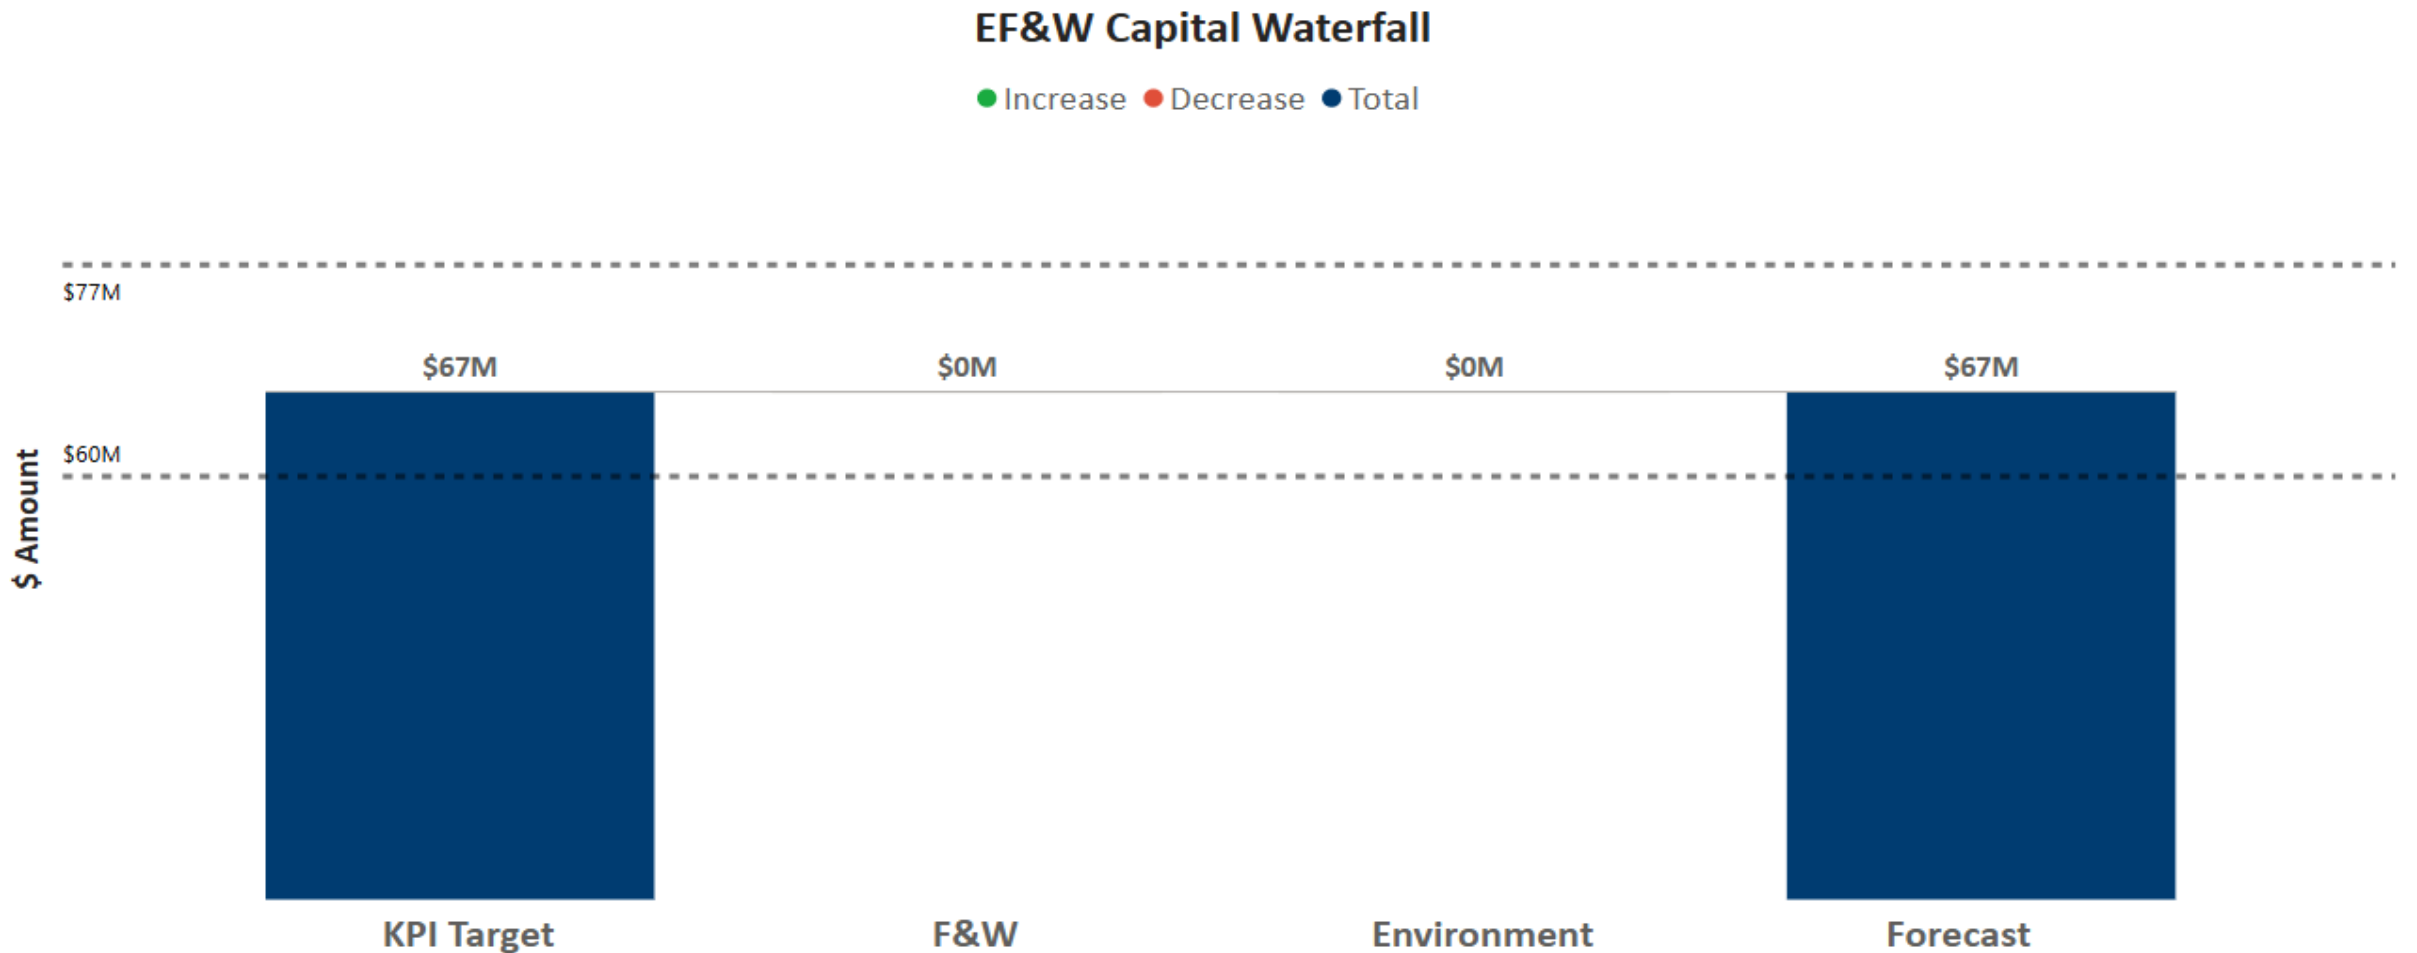 EF&W Capital Waterfall
Increase Decrease Total
$77M
$67M $0M $0M $67M
$60M
$ Amount
KPI Target F&W Environment Forecast